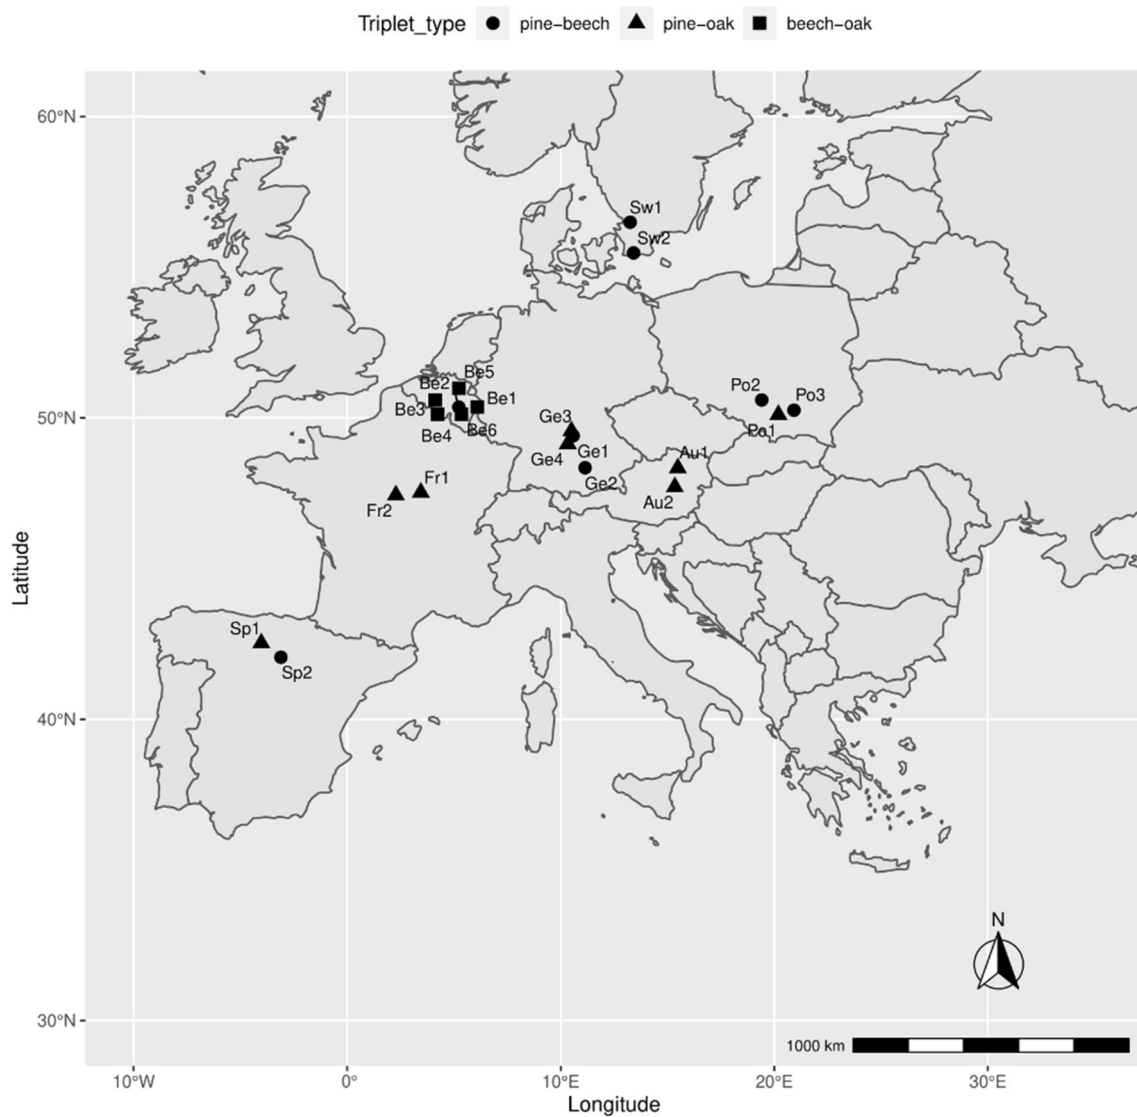 Triplet_type pine−beech pine−oak beech−oak
60°N
Sw1
Sw2
Be5
Be2
Be1
Be3
Be4
Be6
50°N
Po2
Po3
Po1
Ge3
Ge1
Ge4
Ge2
Au1
Au2
Fr1
Fr2
Latitude
Sp1
Sp2
40°N
N
30°N
1000 km
10°W 0° 10°E 20°E 30°E
Longitude